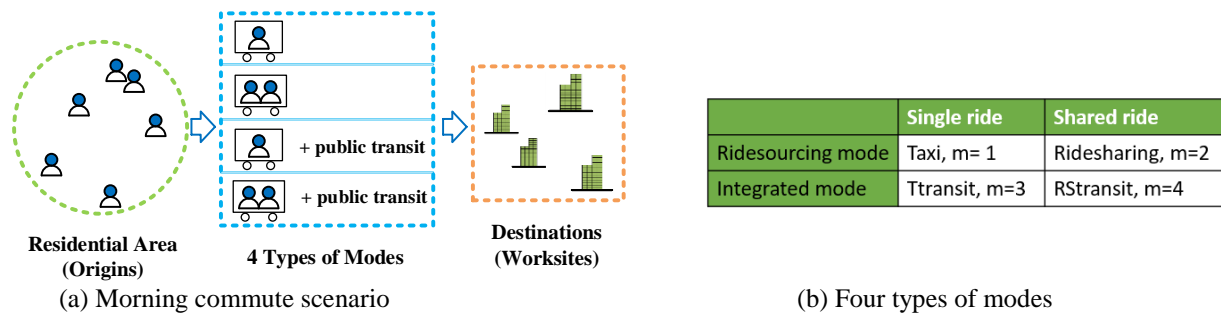 + public transit
+ public transit
Residential Area
(Origins)
4 Types of Modes
Destinations
(Worksites)
(a) Morning commute scenario
Single ride Shared ride
Ridesourcing mode Taxi, m= 1 Ridesharing, m=2
Integrated mode Ttransit, m=3 RStransit, m=4
(b) Four types of modes